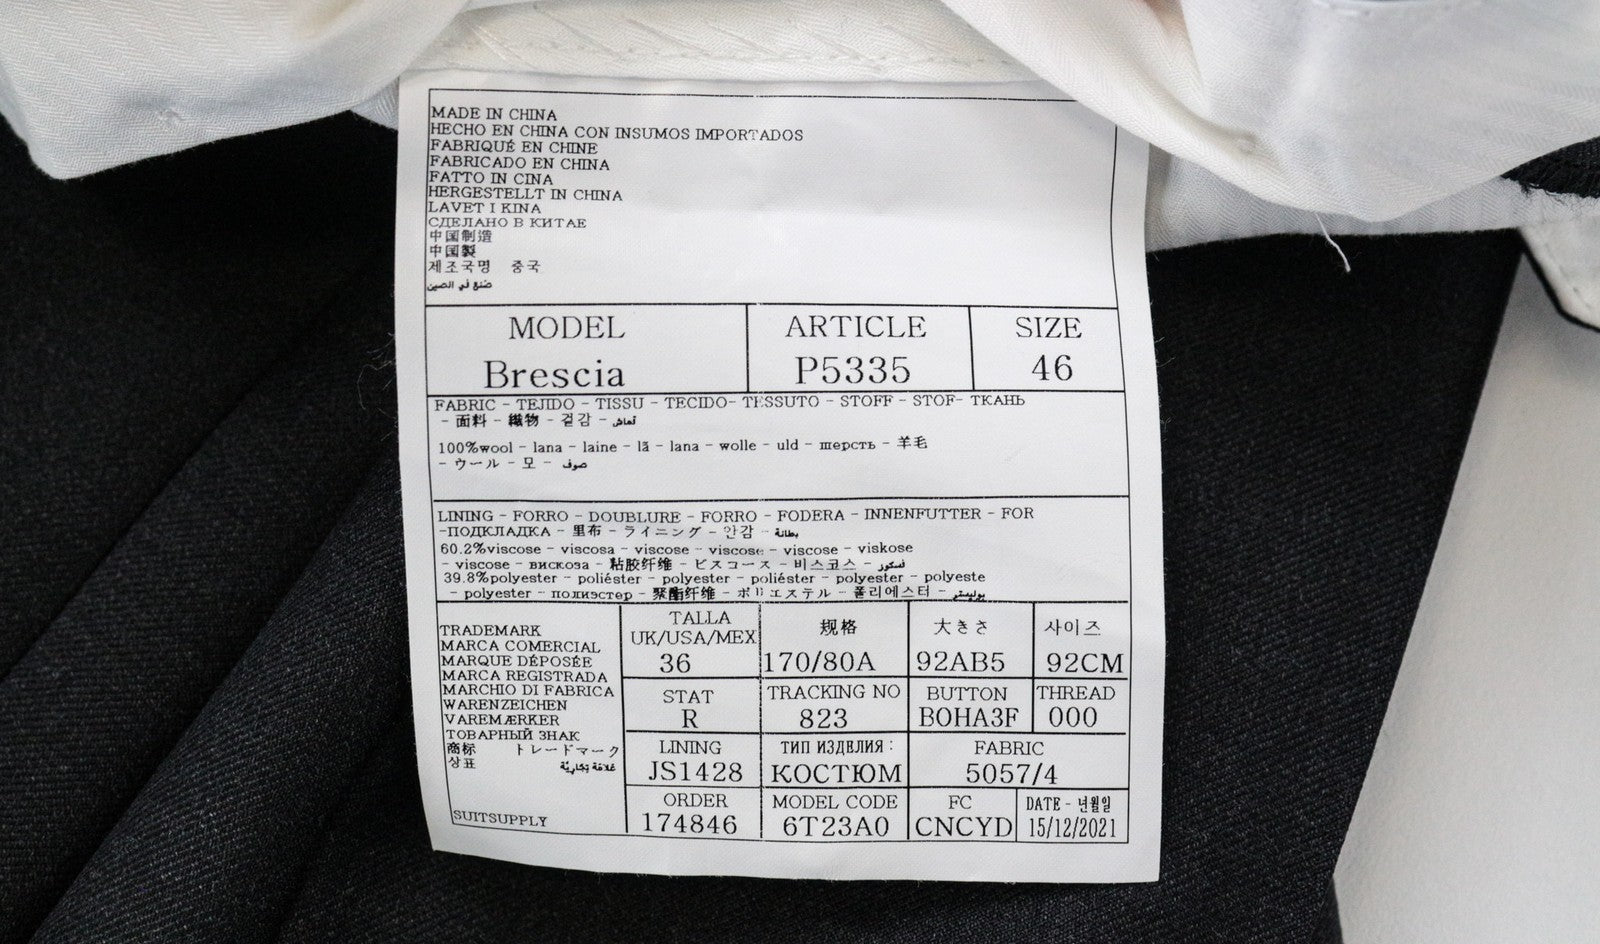 MADE IN CHINA
HECHO EN CHINA CON INSUMOS IMPORTADOS
FABRIQUÉ EN CHINE
FABRICADO EN CHINA
FATTO IN CINA
HERGESTELLT IN CHINA
LAVET I KINA
СДЕЛАНО В КИТАЕ
中国制造
中国製
제조국명 중국
صنع في الصين
MODEL ARTICLE SIZE
Brescia P5335 46
FABRIC - TEJIDO - TISSU - TECIDO- TESSUTO - STOFF - STOF- ТКАНЬ
- 面料 - 織物 - 겉감 - قماش
100%wool - lana - laine - lã - lana - wolle - uld - шерсть - 羊毛
- ウール - 모 - صوف
LINING - FORRO - DOUBLURE - FORRO - FODERA - INNENFUTTER - FOR
-ПОДКЛАДКА - 里布 - ライニング - 안감 - بطانة
60.2%viscose - viscosa - viscose - viscose - viscose - viskose
- viscose - вискоза - 粘胶纤维 - ビスコース - 비스코스 - فسكوز
39.8%polyester - poliéster - polyester - poliéster - polyester - polyeste
- polyester - полиэстер - 聚酯纤维 - ポリエステル - 폴리에스터 - بوليستر
TRADEMARK
MARCA COMERCIAL
MARQUE DÉPOSÉE
MARCA REGISTRADA
MARCHIO DI FABRICA
WARENZEICHEN
VAREMÆRKER
ТОВАРНЫЙ ЗНАК
商标 トレードマーク
상표 علامة تجارية
SUITSUPPLY
TALLA
UK/USA/MEX 规格 大きさ 사이즈
36 170/80A 92AB5 92CM
STAT TRACKING NO BUTTON THREAD
R 823 BOHA3F 000
LINING ТИП ИЗДЕЛИЯ: FABRIC
JS1428 КОСТЮМ 5057/4
ORDER MODEL CODE FC DATE - 년월일
174846 6T23A0 CNCYD 15/12/2021